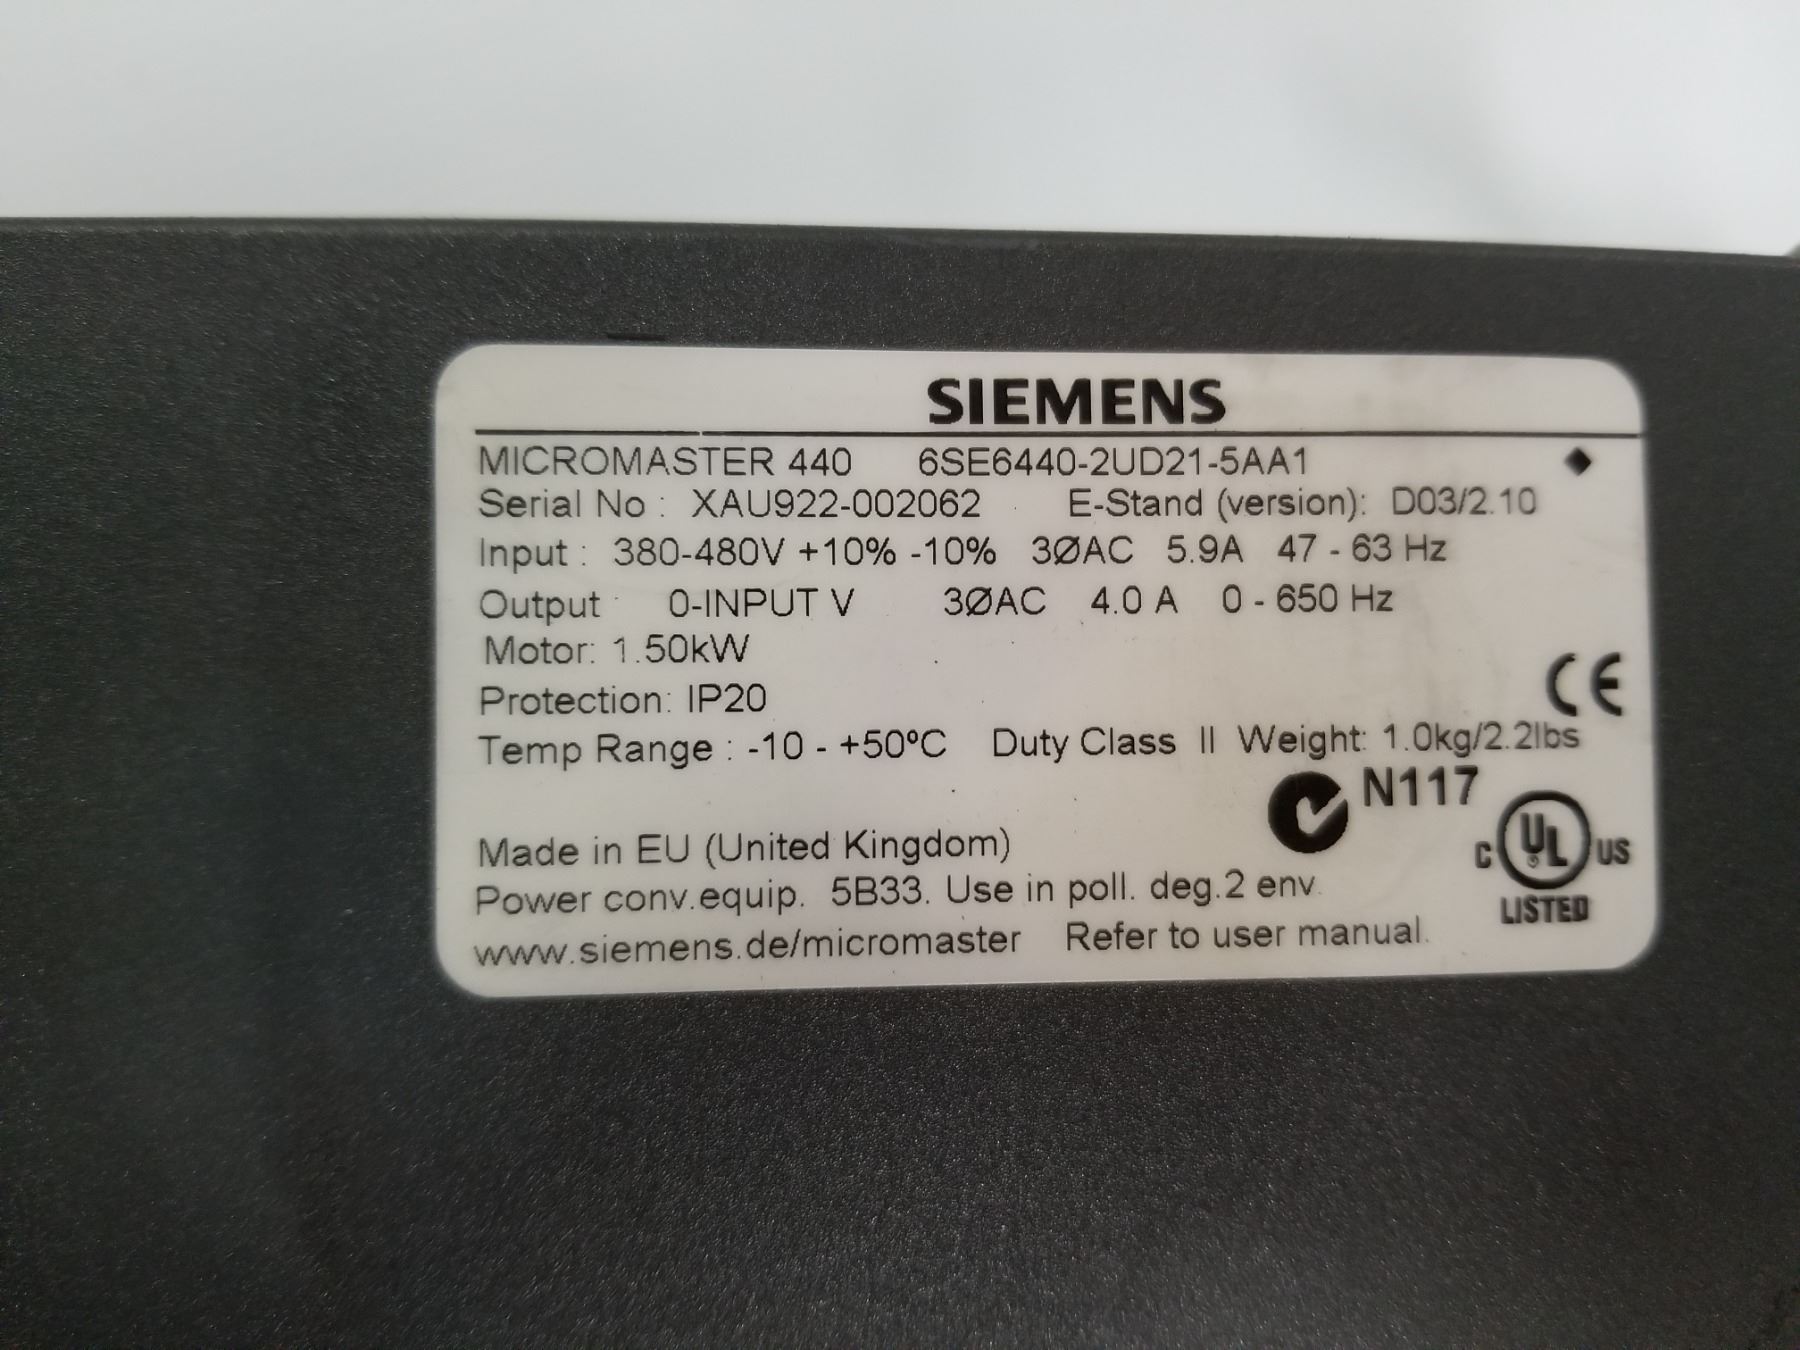 SIEMENS
MICROMASTER 440 6SE6440-2UD21-5AA1
Serial No : XAU922-002062 E-Stand (version): D03/2.10
Input : 380-480V +10% -10% 3ØAC 5.9A 47 - 63 Hz
Output : 0-INPUT V 3ØAC 4.0 A 0 - 650 Hz
Motor: 1.50kW
Protection: IP20
CE
Temp Range : -10 - +50ºC Duty Class II Weight: 1.0kg/2.2lbs
N117
Made in EU (United Kingdom)
C UL US
LISTED
Power conv.equip. 5B33. Use in poll. deg.2 env.
www.siemens.de/micromaster Refer to user manual.